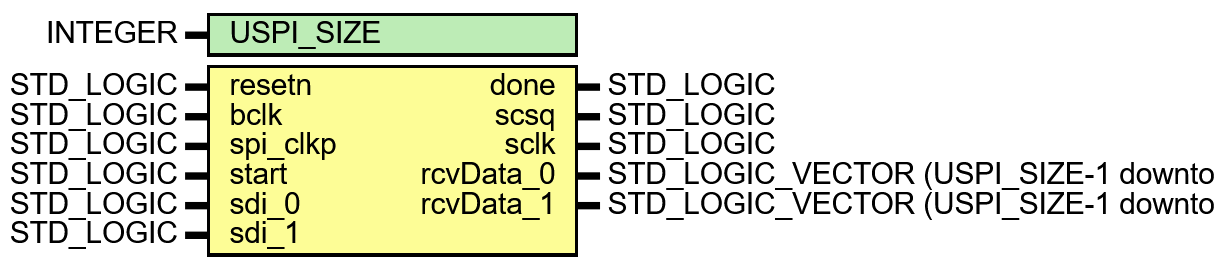 INTEGER USPI_SIZE
STD_LOGIC resetn done STD_LOGIC
STD_LOGIC bclk scsq STD_LOGIC
STD_LOGIC spi_clkp sclk STD_LOGIC
STD_LOGIC start rcvData_0 STD_LOGIC_VECTOR (USPI_SIZE-1 downto
STD_LOGIC sdi_0 rcvData_1 STD_LOGIC_VECTOR (USPI_SIZE-1 downto
STD_LOGIC sdi_1